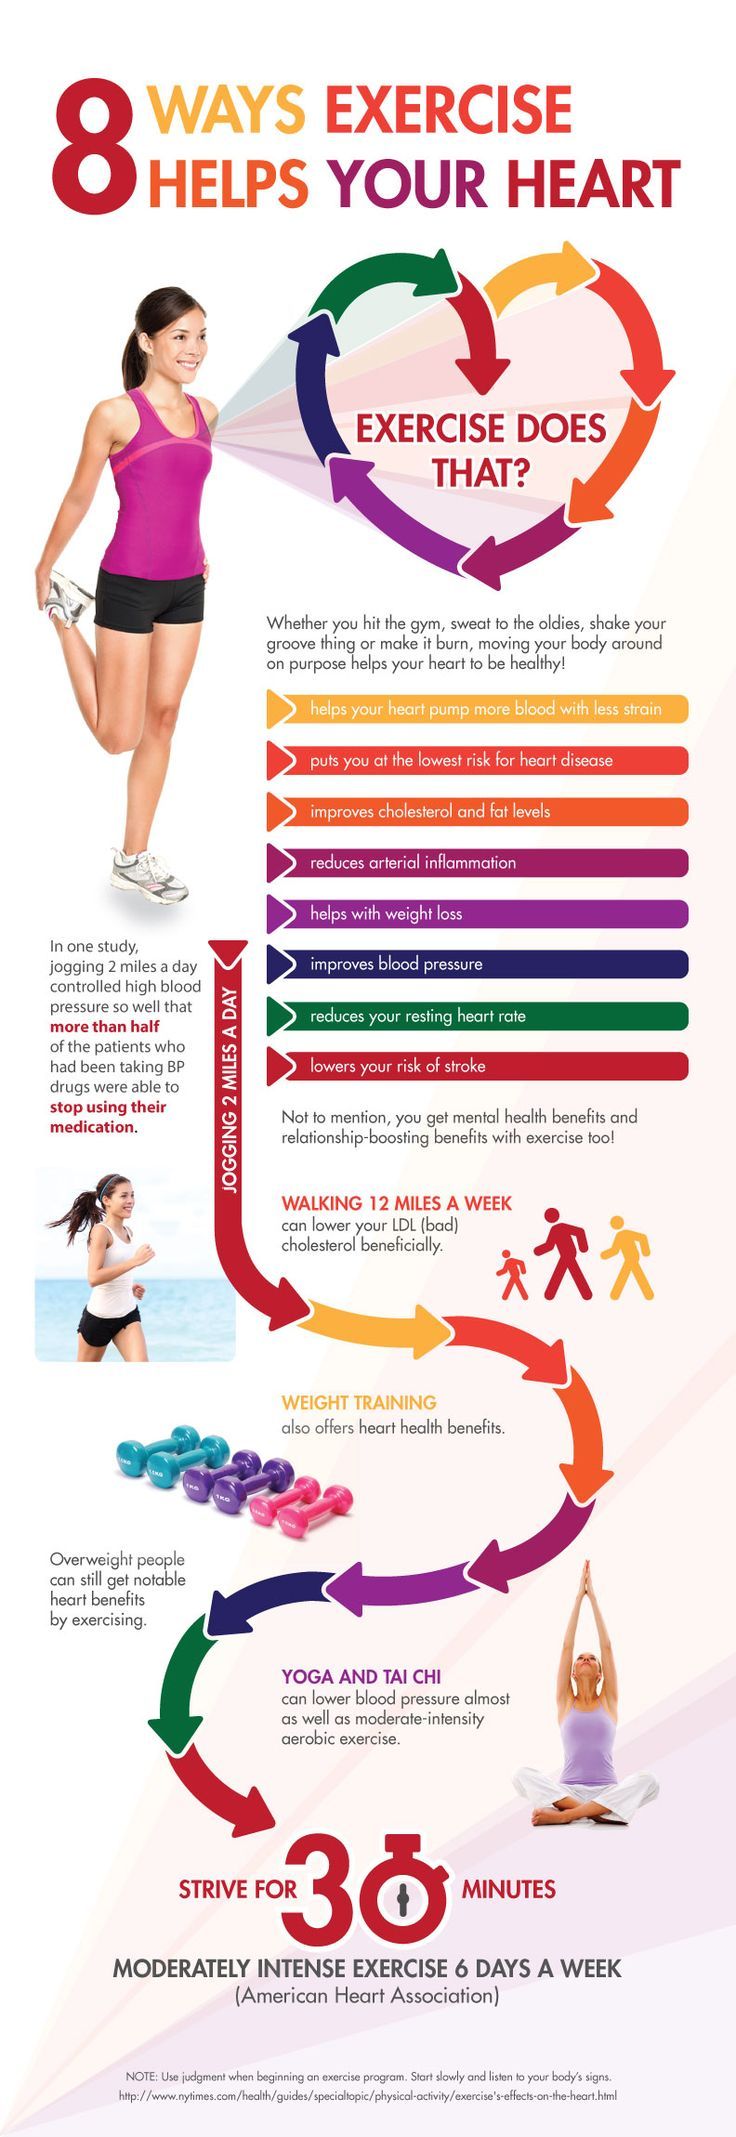 8 WAYS EXERCISE
HELPS YOUR HEART
EXERCISE DOES
THAT?
Whether you hit the gym, sweat to the oldies, shake your
groove thing or make it burn, moving your body around
on purpose helps your heart to be healthy!
helps your heart pump more blood with less strain
puts you at the lowest risk for heart disease
improves cholesterol and fat levels
reduces arterial inflammation
helps with weight loss
improves blood pressure
reduces your resting heart rate
lowers your risk of stroke
In one study,
jogging 2 miles a day
controlled high blood
pressure so well that
more than half
of the patients who
had been taking BP
drugs were able to
stop using their
medication.
JOGGING 2 MILES A DAY
Not to mention, you get mental health benefits and
relationship-boosting benefits with exercise too!
WALKING 12 MILES A WEEK
can lower your LDL (bad)
cholesterol beneficially.
WEIGHT TRAINING
also offers heart health benefits.
1 KG
1 KG
Overweight people
can still get notable
heart benefits
by exercising.
YOGA AND TAI CHI
can lower blood pressure almost
as well as moderate-intensity
aerobic exercise.
STRIVE FOR 30 MINUTES
MODERATELY INTENSE EXERCISE 6 DAYS A WEEK
(American Heart Association)
NOTE: Use judgment when beginning an exercise program. Start slowly and listen to your body's signs.
http://www.nytimes.com/health/guides/specialtopic/physical-activity/exercise's-effects-on-the-heart.html